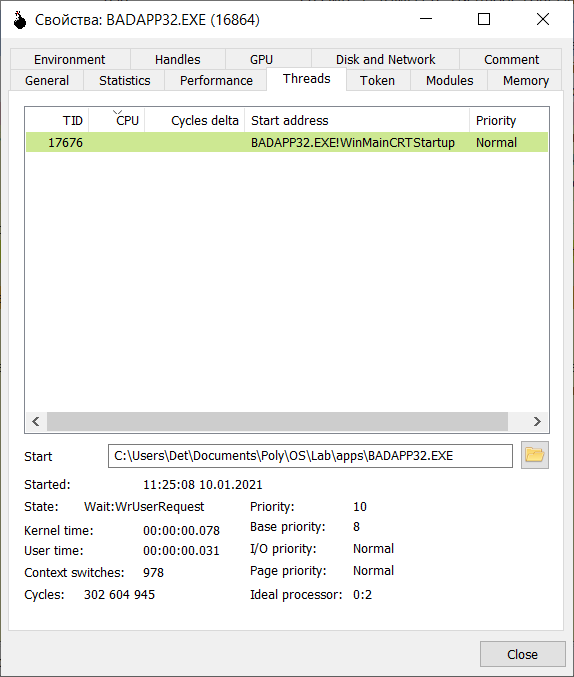 Свойства: BADAPP32.EXE (16864)
Environment Handles GPU Disk and Network Comment
General Statistics Performance Threads Token Modules Memory
TID CPU Cycles delta Start address Priority
17676 BADAPP32.EXE!WinMainCRTStartup Normal
Start C:\Users\Det\Documents\Poly\OS\Lab\apps\BADAPP32.EXE
Started: 11:25:08 10.01.2021
State: Wait:WrUserRequest Priority: 10
Kernel time: 00:00:00.078 Base priority: 8
User time: 00:00:00.031 I/O priority: Normal
Context switches: 978 Page priority: Normal
Cycles: 302 604 945 Ideal processor: 0:2
Close